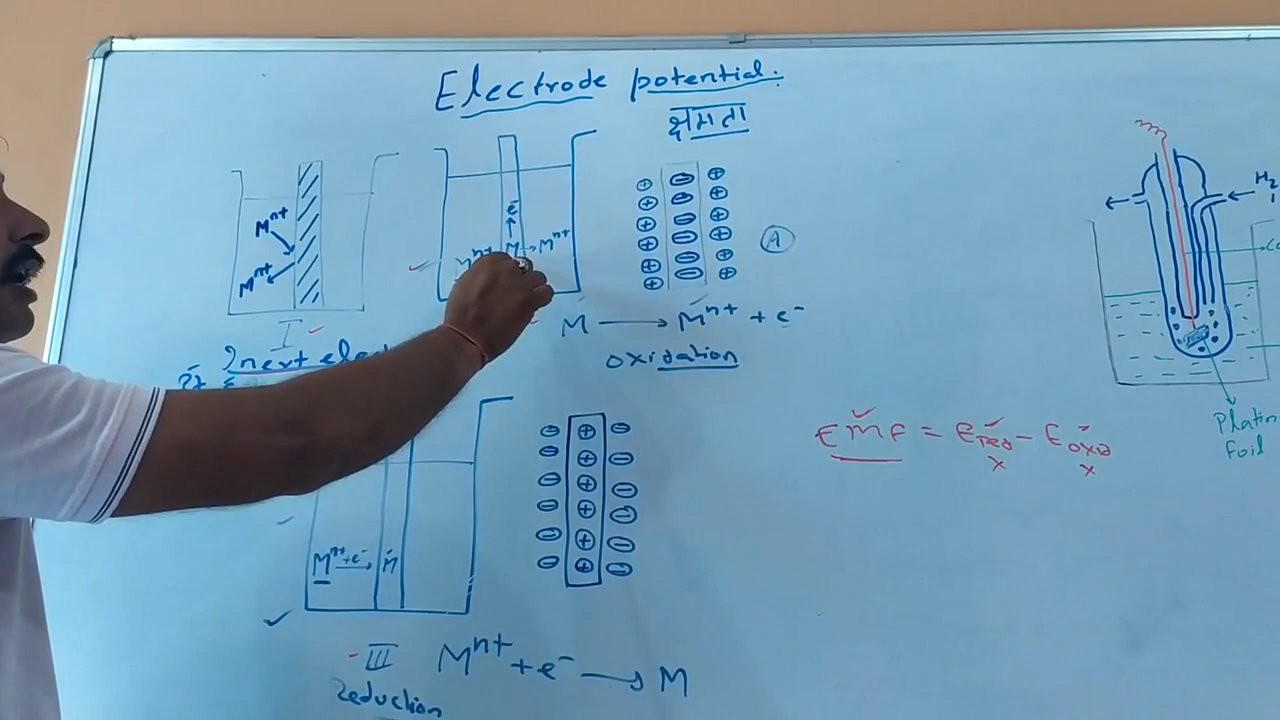 Electrode potential.
क्षमता
Mⁿ⁺
Mⁿ⁺
I
Inert
e⁻
Mⁿ⁺ M → Mⁿ⁺
A
M → Mⁿ⁺ + e⁻
oxidation
H₂
Platin
Foil
EMF = Ered - Eoxd
Mⁿ⁺+e⁻ → M
III
Mⁿ⁺ + e⁻ → M
Reduction